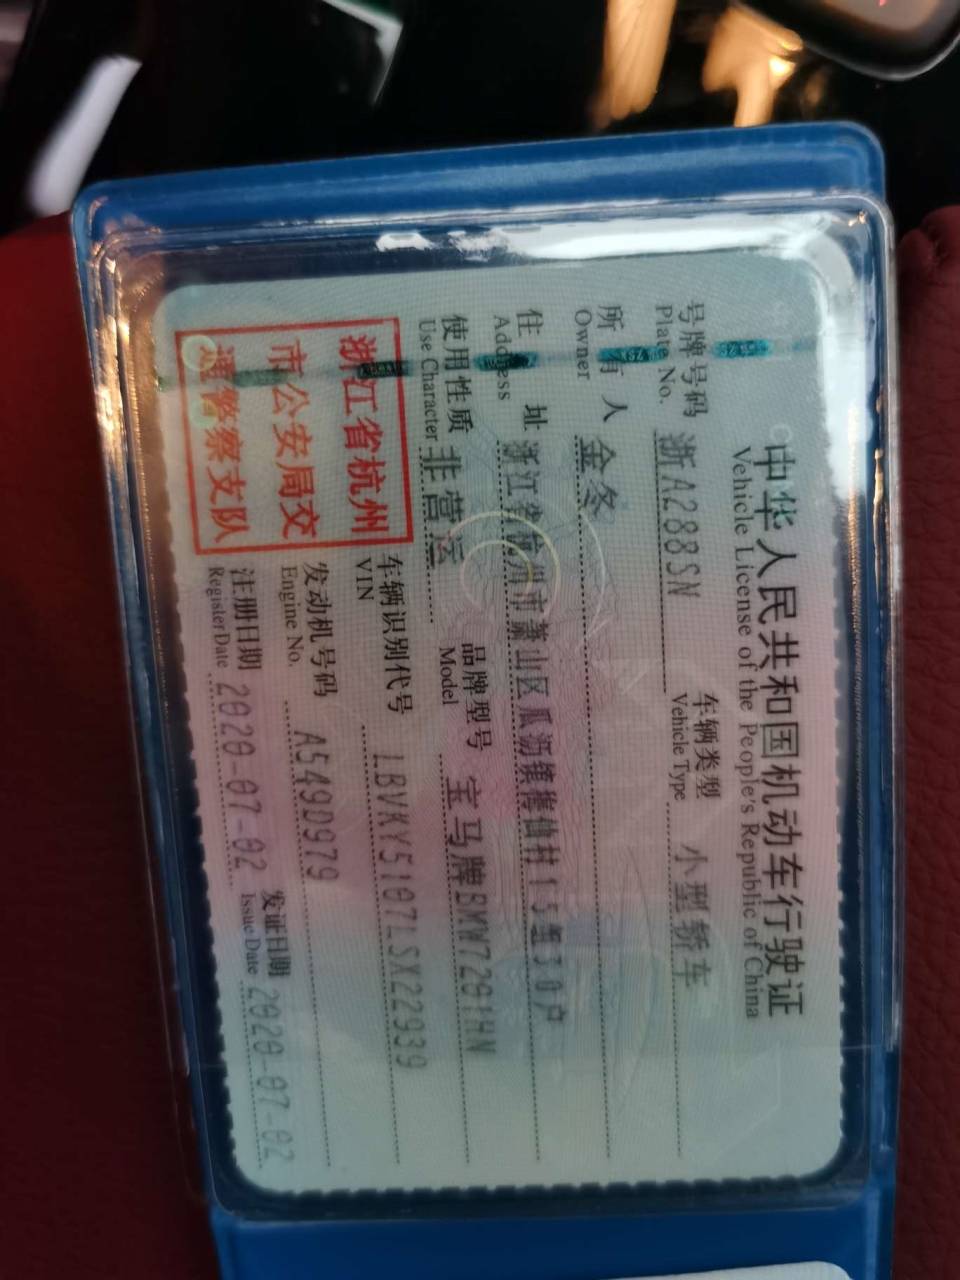 中华人民共和国机动车行驶证
Vehicle License of the People's Republic of China
号牌号码 浙A288SN 车辆类型 小型轿车
Plate No. Vehicle Type
所有人 金冬
Owner
住址 浙江省杭州市萧山区瓜沥镇梅仙村15组30户
Address
使用性质 非营运 品牌型号 宝马牌BMW7201HN
Use Character Model
浙江省杭州
市公安局交
通警察支队
车辆识别代号 LBVKY5107LSX22939
VIN
发动机号码 A549D979
Engine No.
注册日期 2020-07-02 发证日期 2020-07-02
Register Date Issue Date